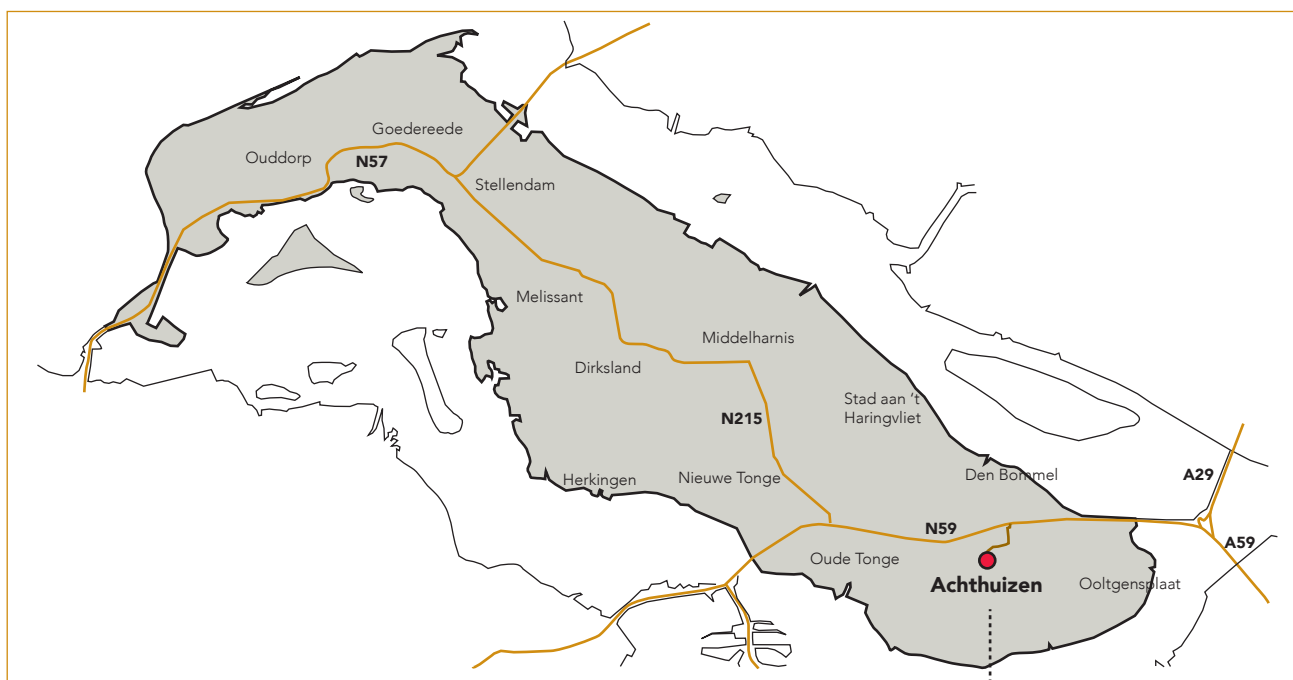 Goedereede
Ouddorp
N57
Stellendam
Melissant
Middelharnis
Dirksland
Stad aan ‘t
Haringvliet
N215
Den Bommel
A29
Herkingen
Nieuwe Tonge
N59
A59
Oude Tonge
Achthuizen
Ooltgensplaat